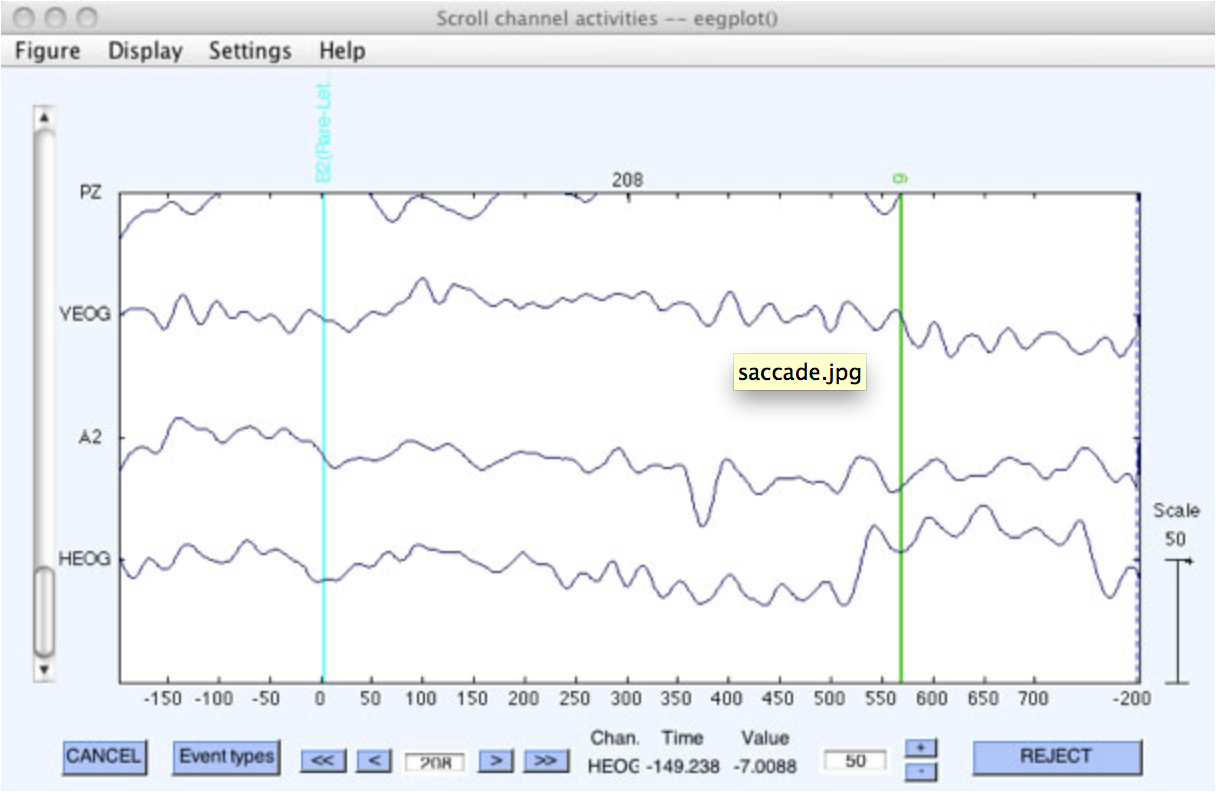 Scroll channel activities -- eegplot()
Figure Display Settings Help
B2(Rare-Let...
208
9
PZ
VEOG
saccade.jpg
A2
HEOG
Scale
50
-150 -100 -50 0 50 100 150 200 250 300 350 400 450 500 550 600 650 700 -200
Chan. Time Value
CANCEL Event types << < 208 > >> HEOG -149.238 -7.0088 50 + - REJECT